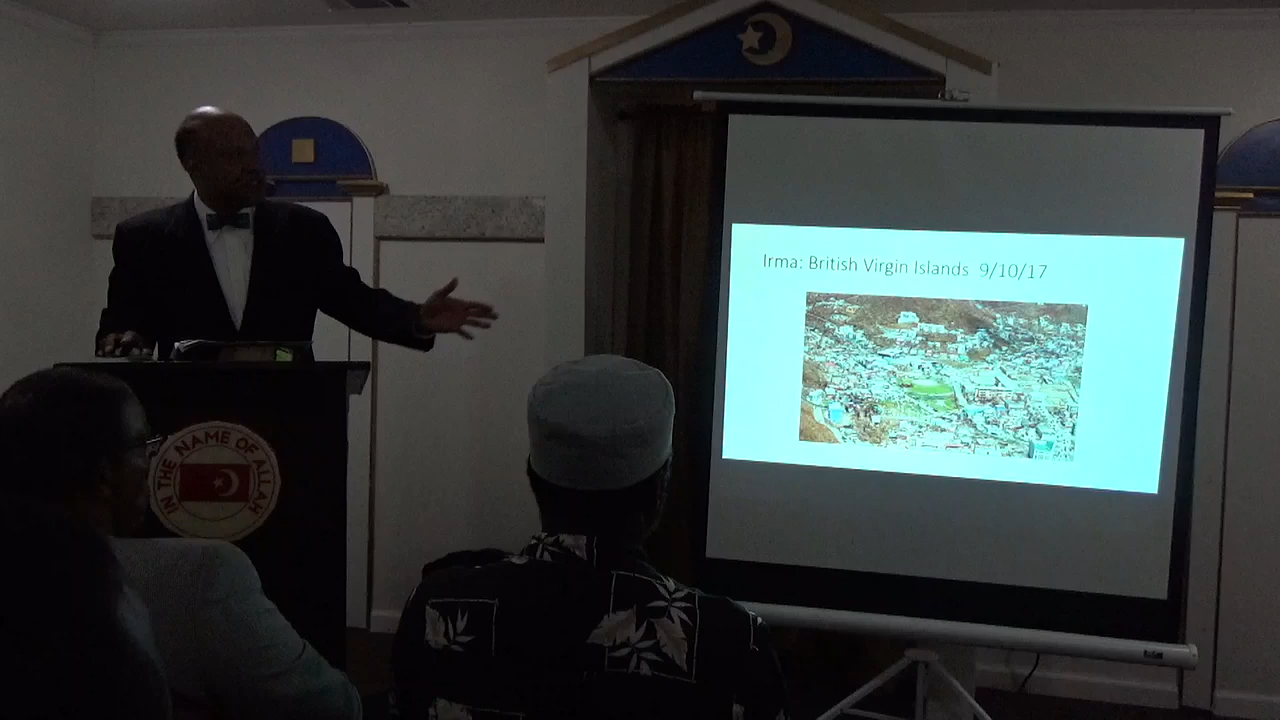 Irma: British Virgin Islands 9/10/17
IN THE NAME OF ALLAH